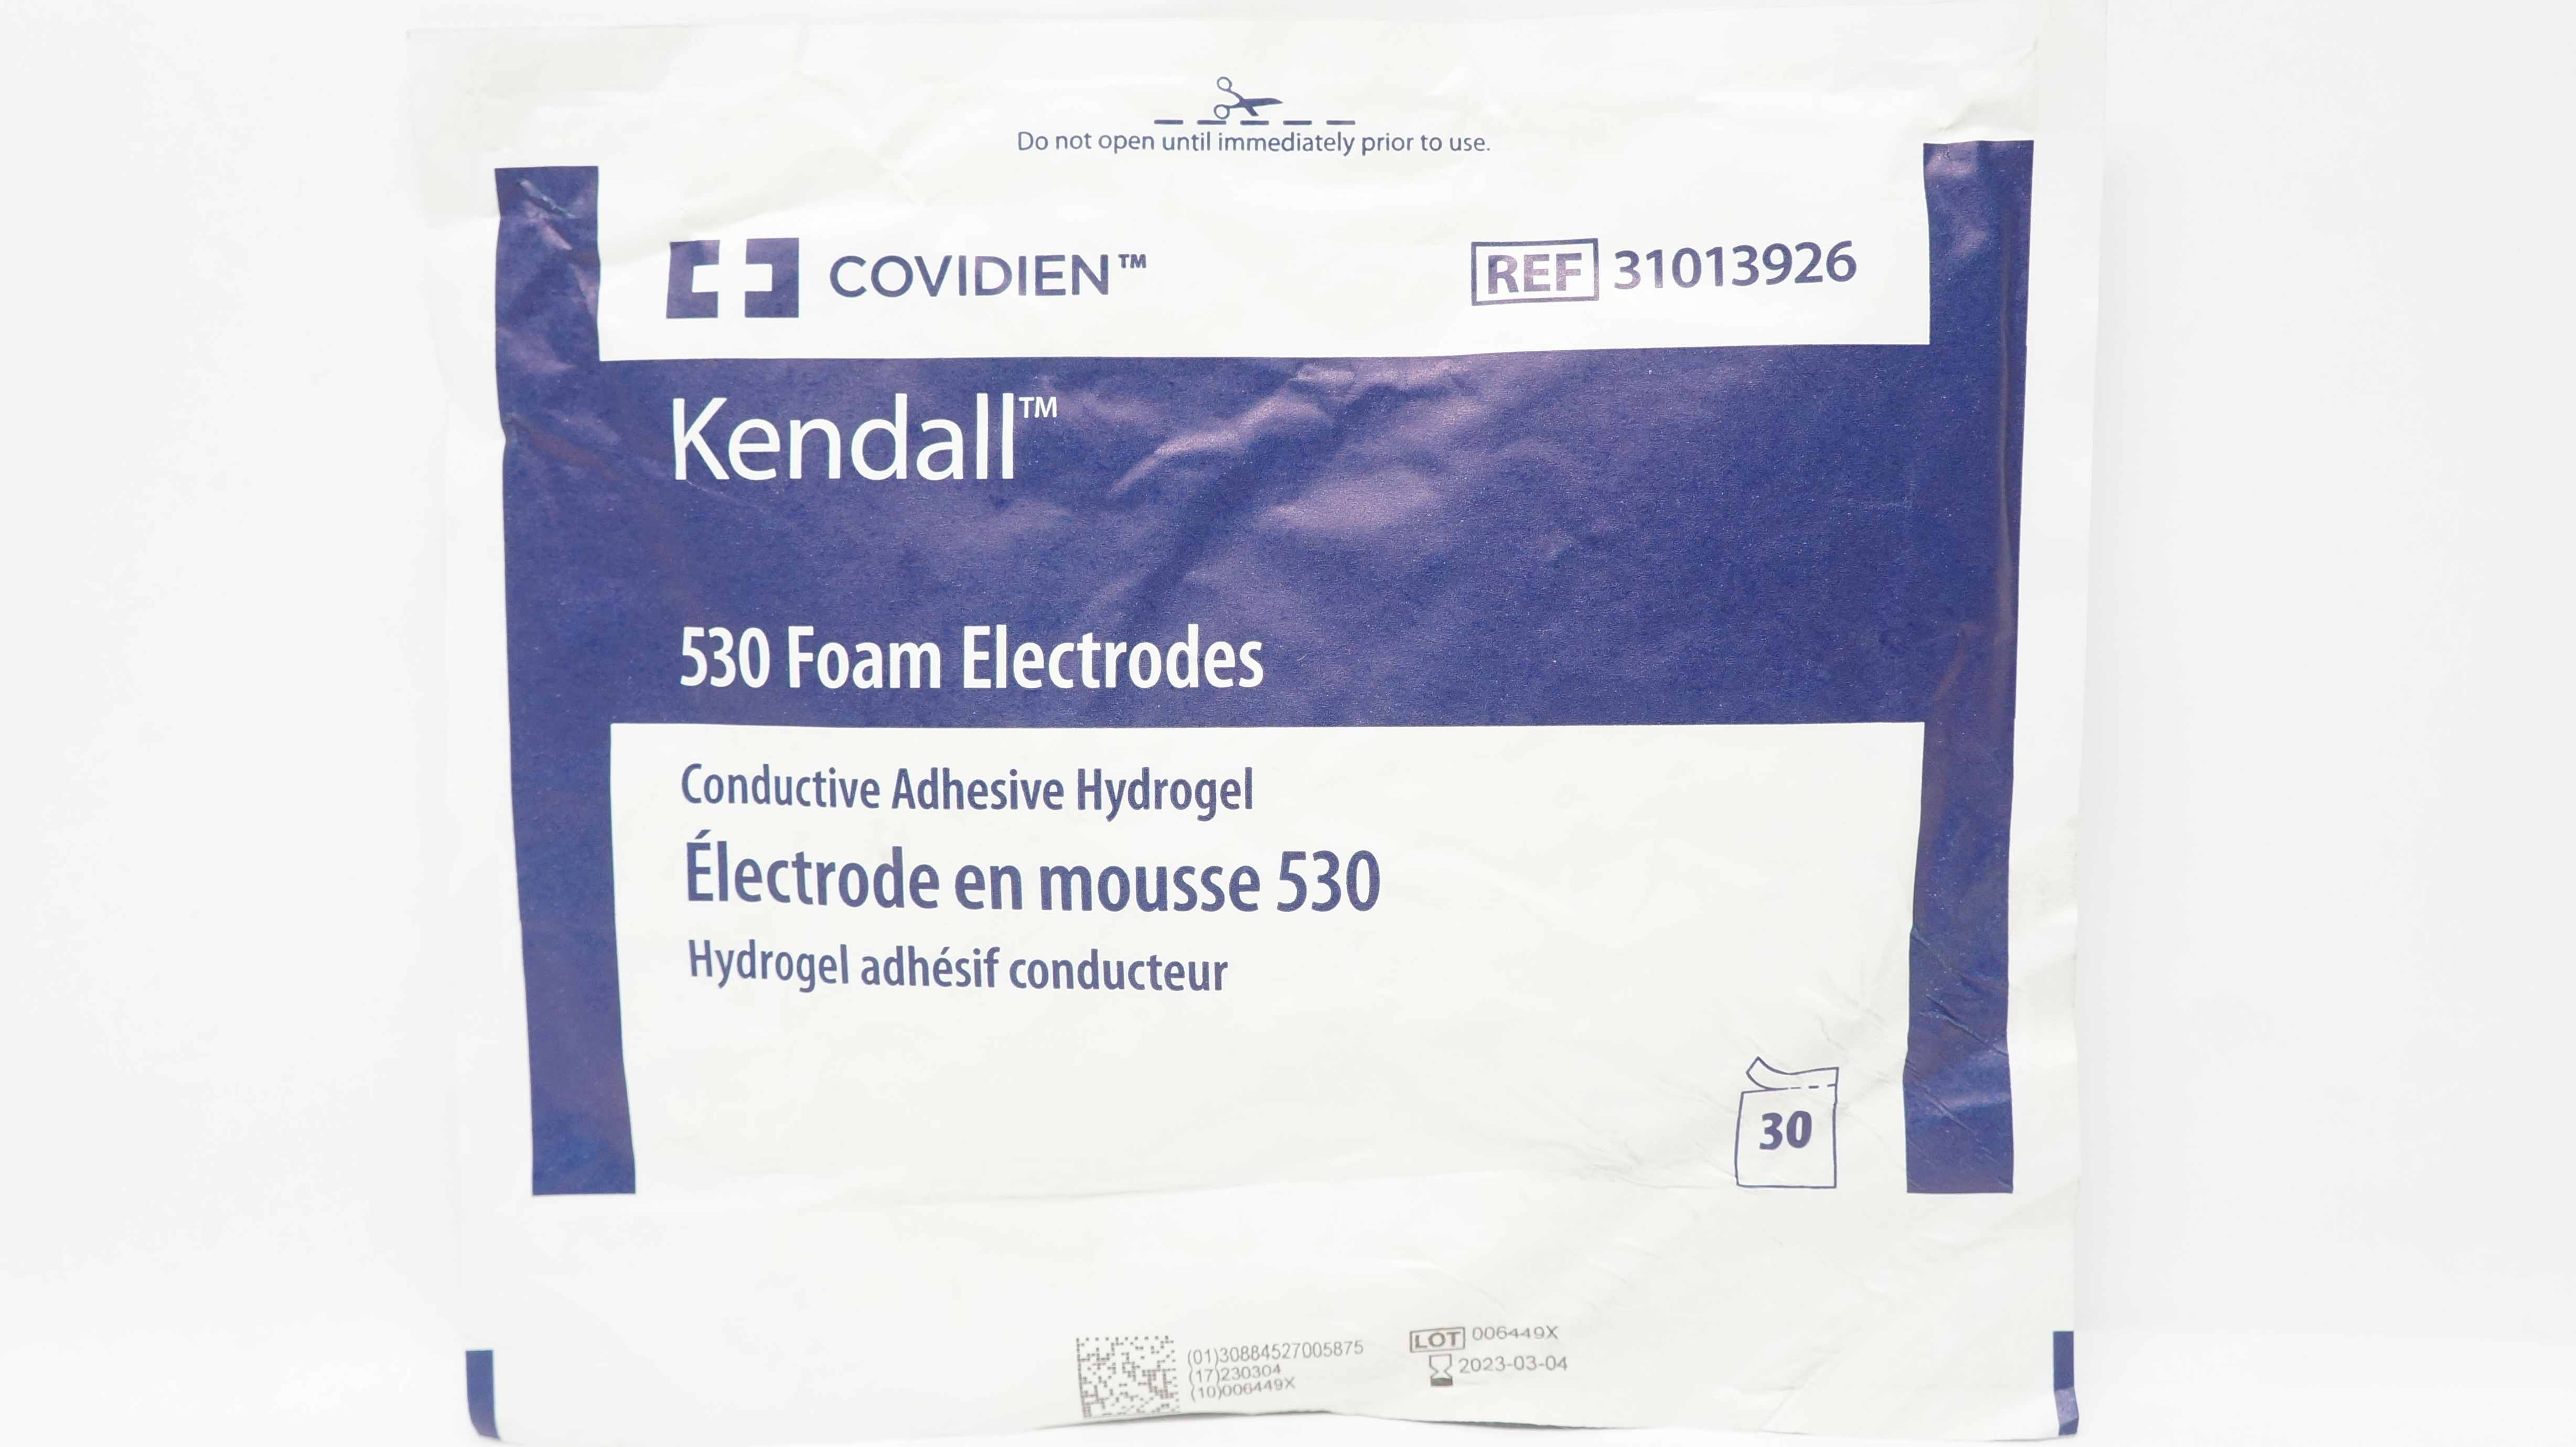 Do not open until immediately prior to use.
COVIDIEN™
REF 31013926
Kendall™
530 Foam Electrodes
Conductive Adhesive Hydrogel
Électrode en mousse 530
Hydrogel adhésif conducteur
30
(01)30884527005875
(17)230304
(10)006449X
LOT 006449X
2023-03-04